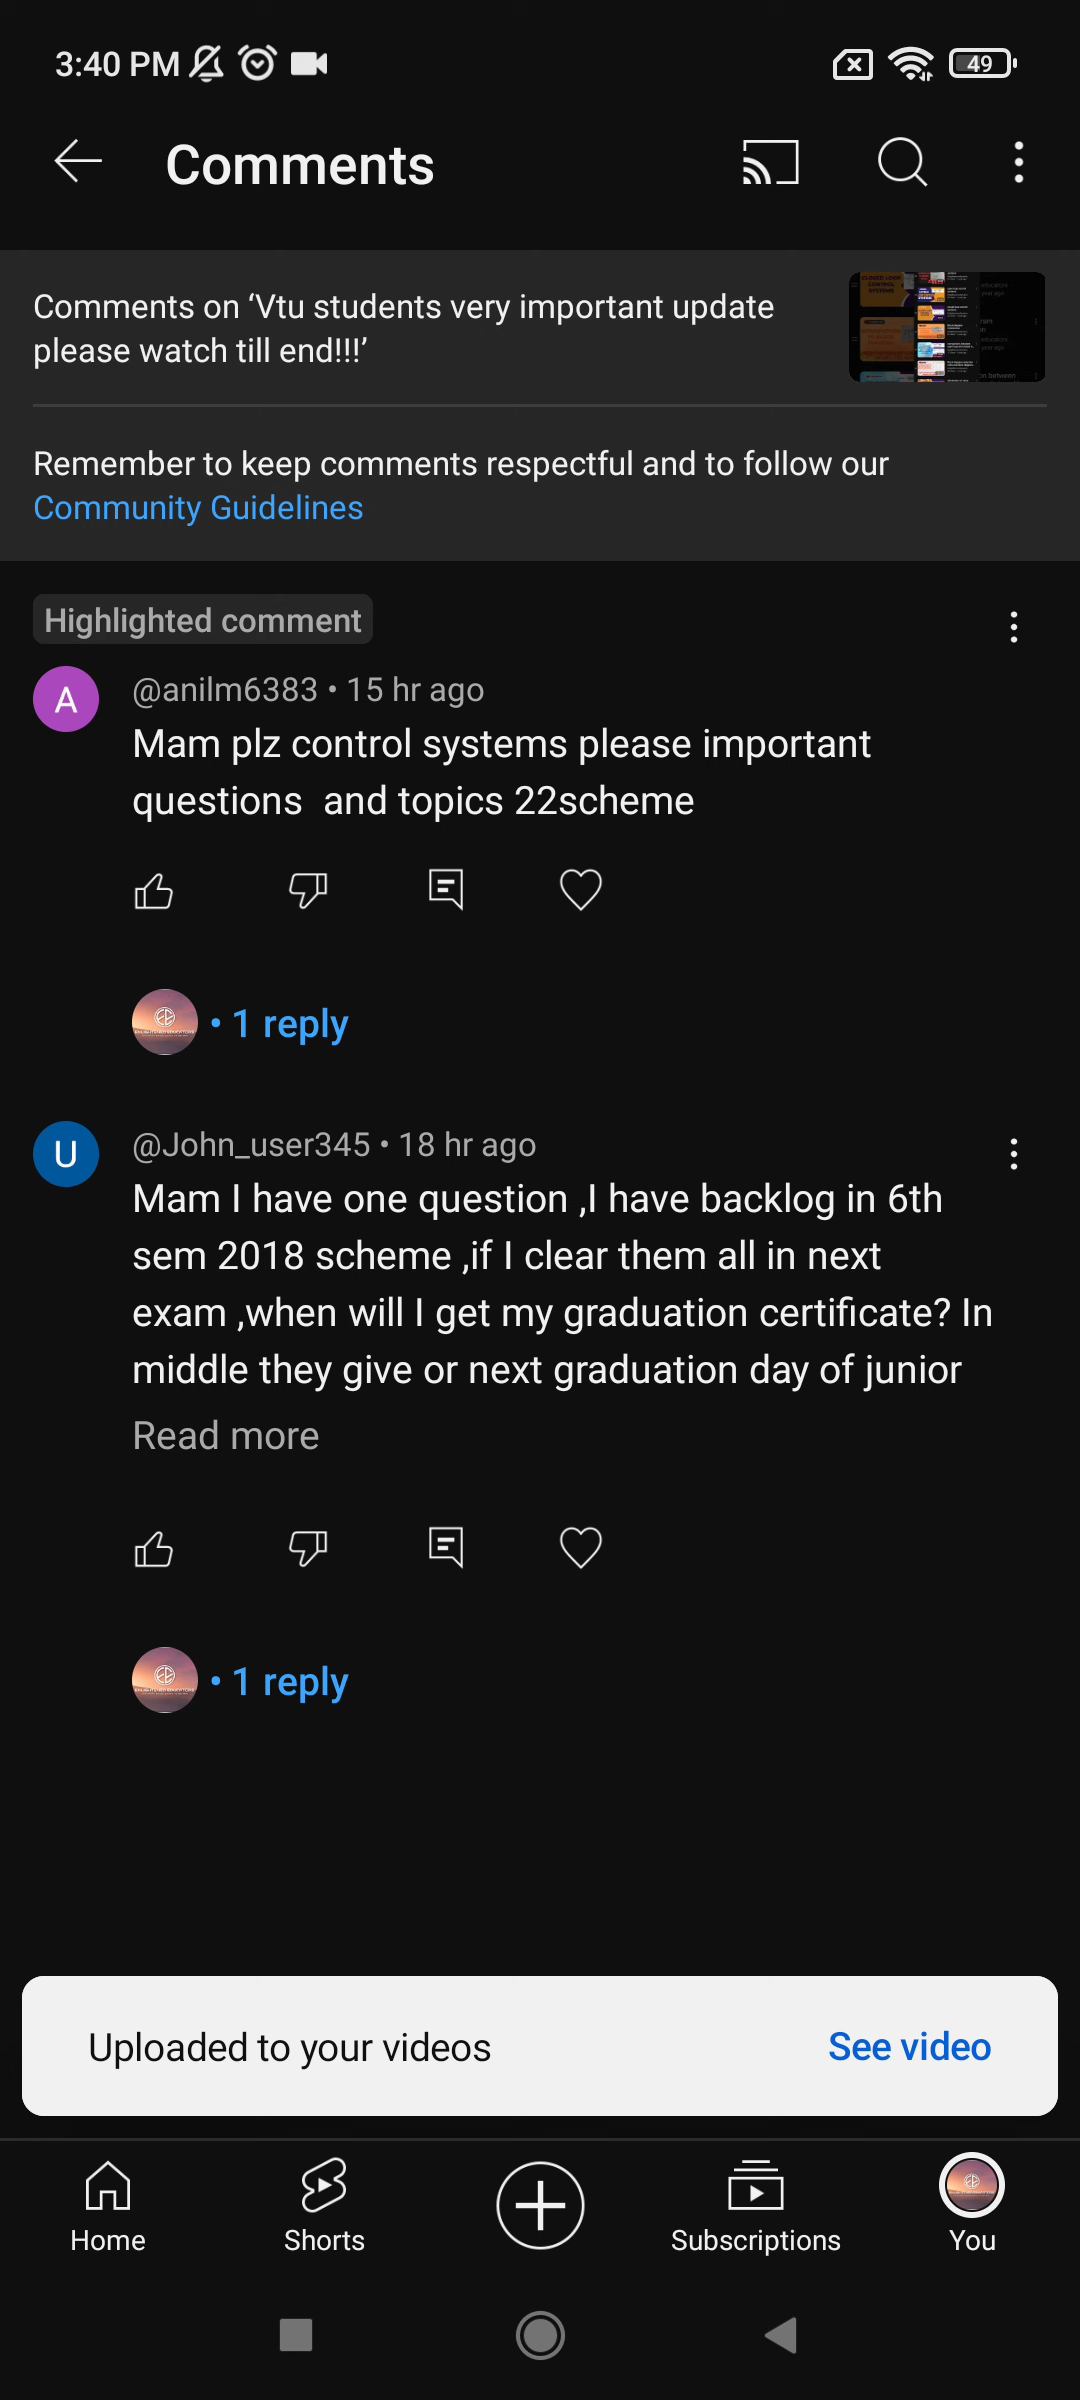 3:40 PM
49
Comments
Comments on ‘Vtu students very important update
please watch till end!!!’
Remember to keep comments respectful and to follow our
Community Guidelines
Highlighted comment
A
@anilm6383 • 15 hr ago
Mam plz control systems please important
questions  and topics 22scheme
• 1 reply
U
@John_user345 • 18 hr ago
Mam I have one question ,I have backlog in 6th
sem 2018 scheme ,if I clear them all in next
exam ,when will I get my graduation certificate? In
middle they give or next graduation day of junior
Read more
• 1 reply
Uploaded to your videos
See video
Home
Shorts
Subscriptions
You